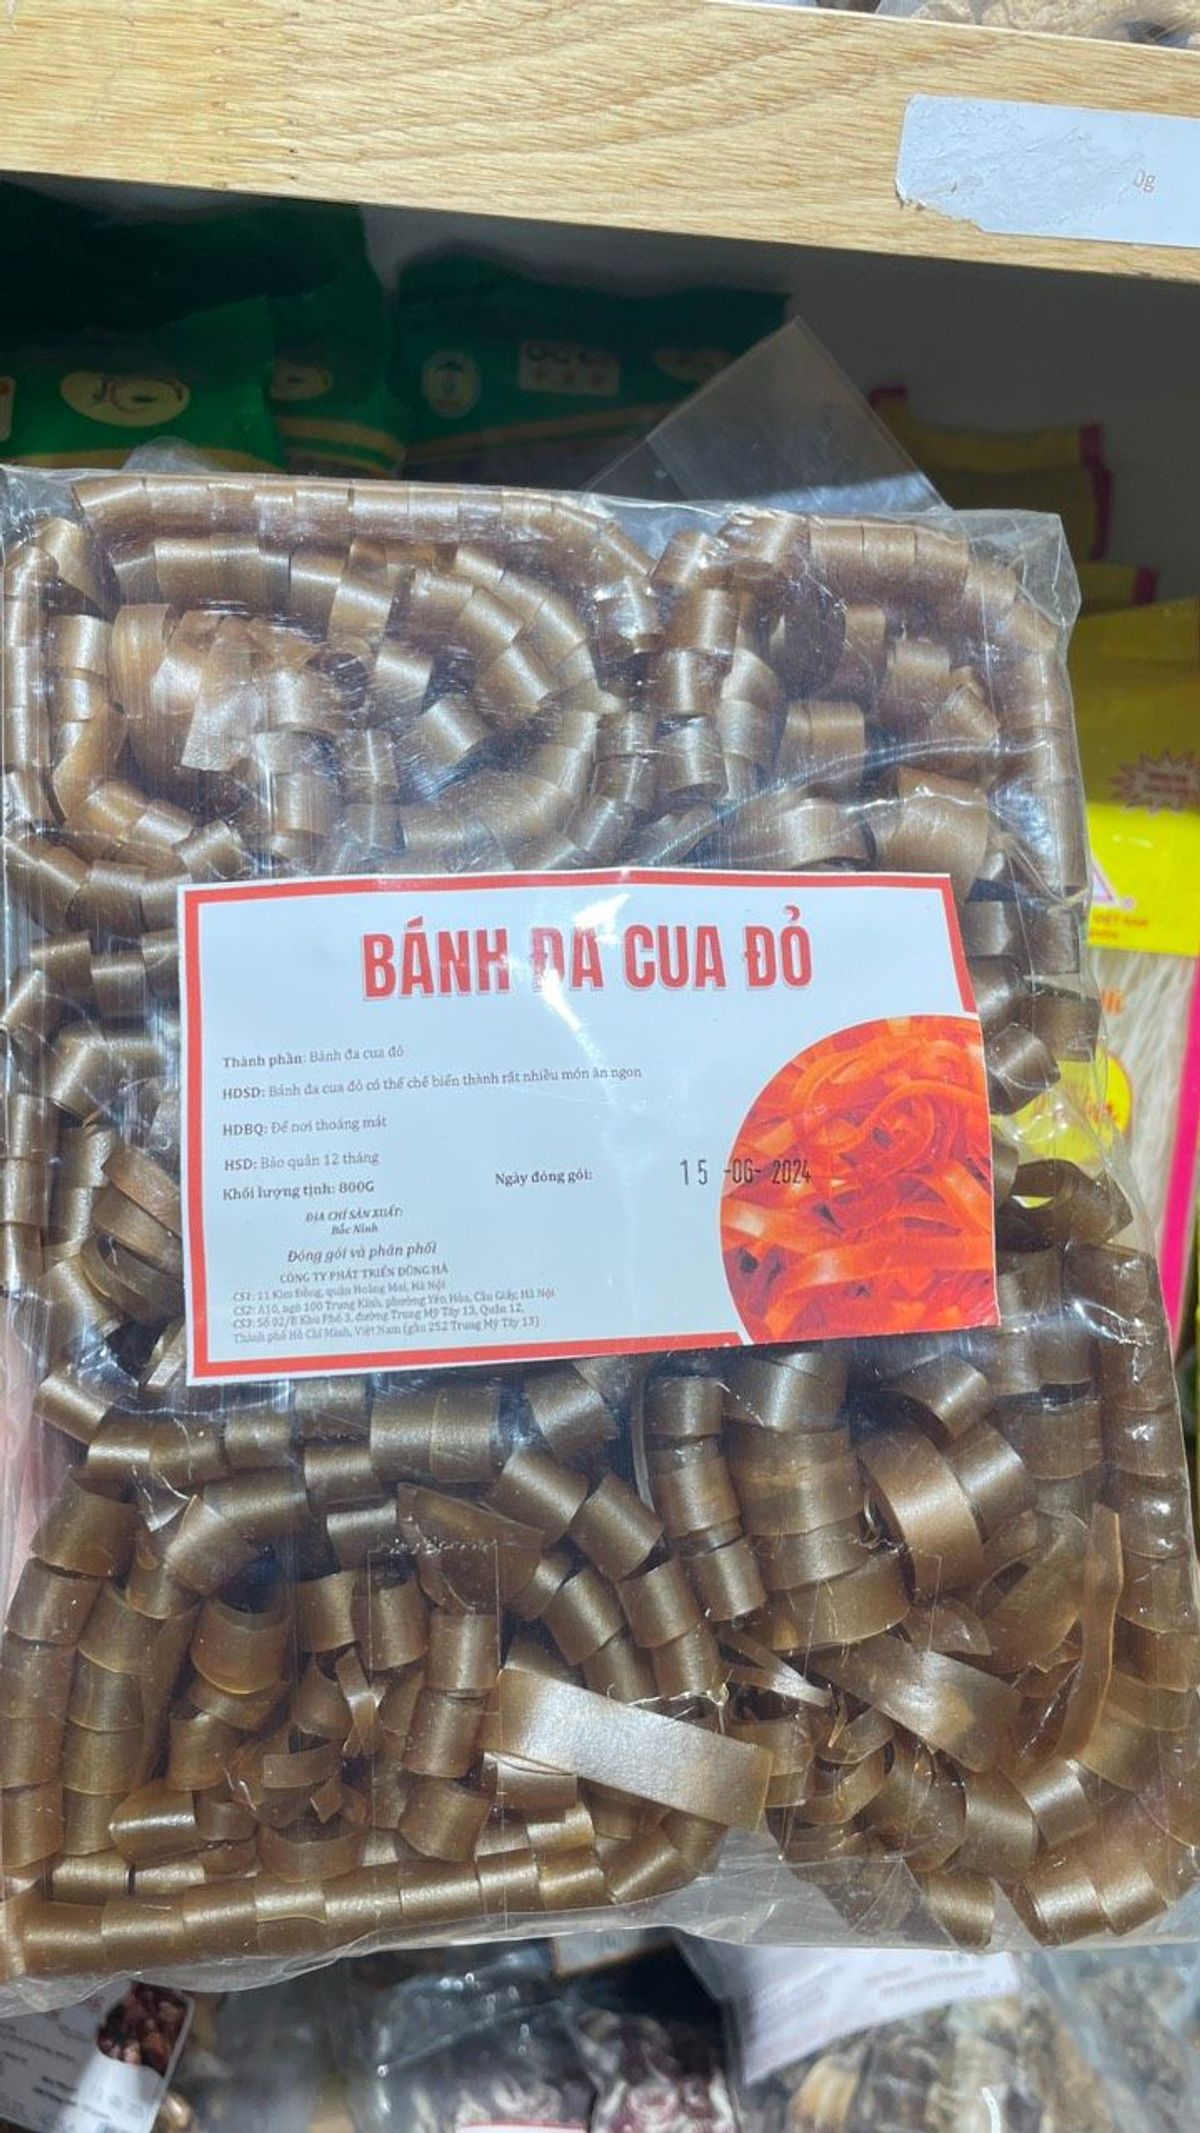 0g
BÁNH ĐA CUA ĐỎ
Thành phần: Bánh đa cua đỏ
HDSD: Bánh đa cua đỏ có thể chế biến thành rất nhiều món ăn ngon
HDBQ: Để nơi thoáng mát
HSD: Bảo quản 12 tháng
Khối lượng tịnh: 800G
Ngày đóng gói: 15 -06- 2024
ĐỊA CHỈ SẢN XUẤT:
Bắc Ninh
Đóng gói và phân phối
CÔNG TY PHÁT TRIỂN DŨNG HÀ
CS1: 11 Kim Đồng, quận Hoàng Mai, Hà Nội
CS2: A10, ngõ 100 Trung Kính, phường Yên Hòa, Cầu Giấy, Hà Nội
CS3: Số 02/B Khu Phố 3, đường Trung Mỹ Tây 13, Quận 12,
Thành phố Hồ Chí Minh, Việt Nam (gần 252 Trung Mỹ Tây 13)